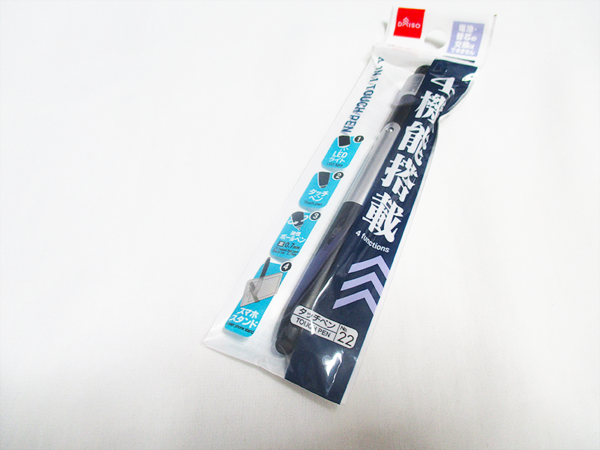 DAISO
4 IN 1 TOUCH PEN
4機能搭載
4 functions
1
LED
ライト
2
タッチ
ペン
3
ボールペン
4
スマホ
スタンド
タッチペン
TOUCH PEN
No.
22